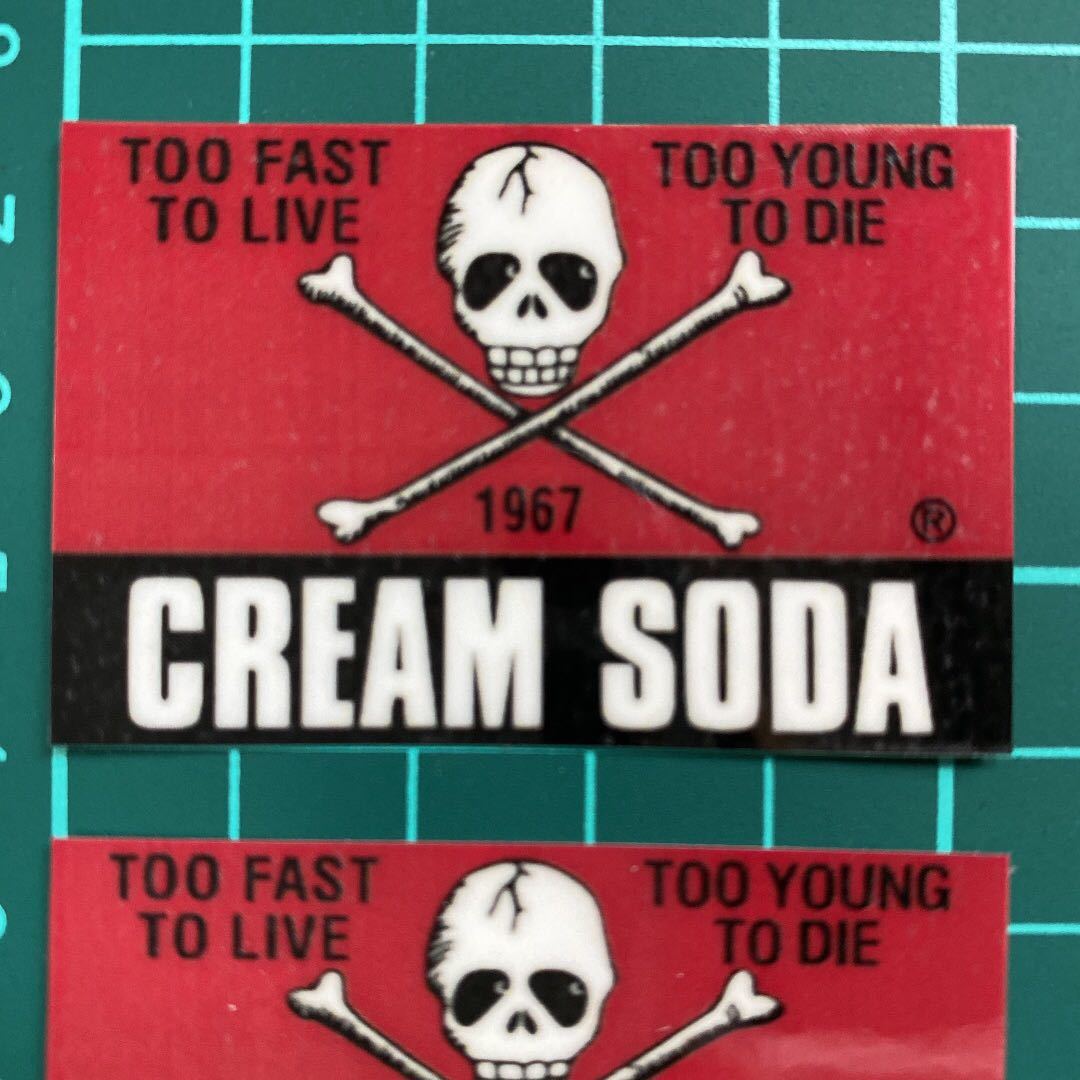 TOO FAST
TO LIVE
TOO YOUNG
TO DIE
1967
®
CREAM SODA
TOO FAST
TO LIVE
TOO YOUNG
TO DIE